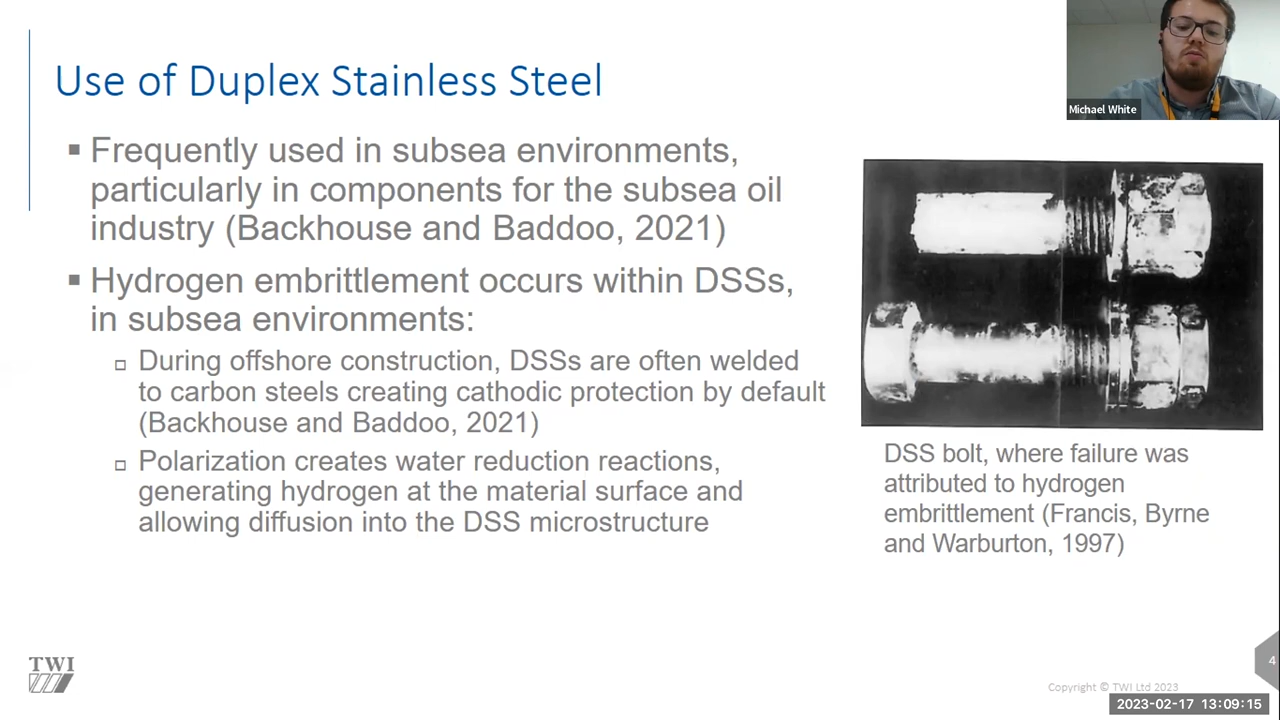 Use of Duplex Stainless Steel
Michael White
▪ Frequently used in subsea environments,
particularly in components for the subsea oil
industry (Backhouse and Baddoo, 2021)
▪ Hydrogen embrittlement occurs within DSSs,
in subsea environments:
□ During offshore construction, DSSs are often welded
to carbon steels creating cathodic protection by default
(Backhouse and Baddoo, 2021)
□ Polarization creates water reduction reactions,
generating hydrogen at the material surface and
allowing diffusion into the DSS microstructure
DSS bolt, where failure was
attributed to hydrogen
embrittlement (Francis, Byrne
and Warburton, 1997)
TWI
4
Copyright © TWI Ltd 2023
2023-02-17 13:09:15